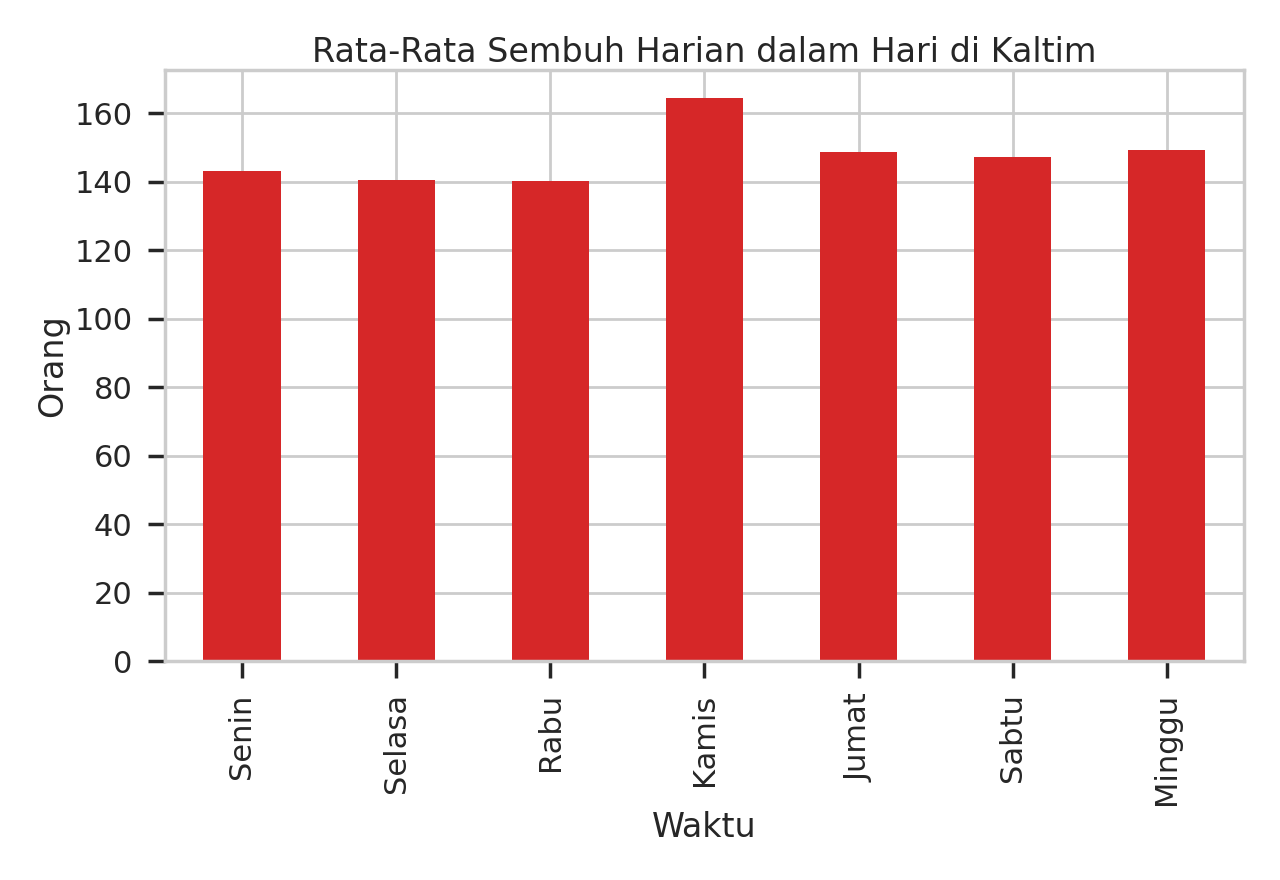 Rata-Rata Sembuh Harian dalam Hari di Kaltim
160
140
120
100
80
60
40
20
0
Orang
Senin
Selasa
Rabu
Kamis
Jumat
Sabtu
Minggu
Waktu